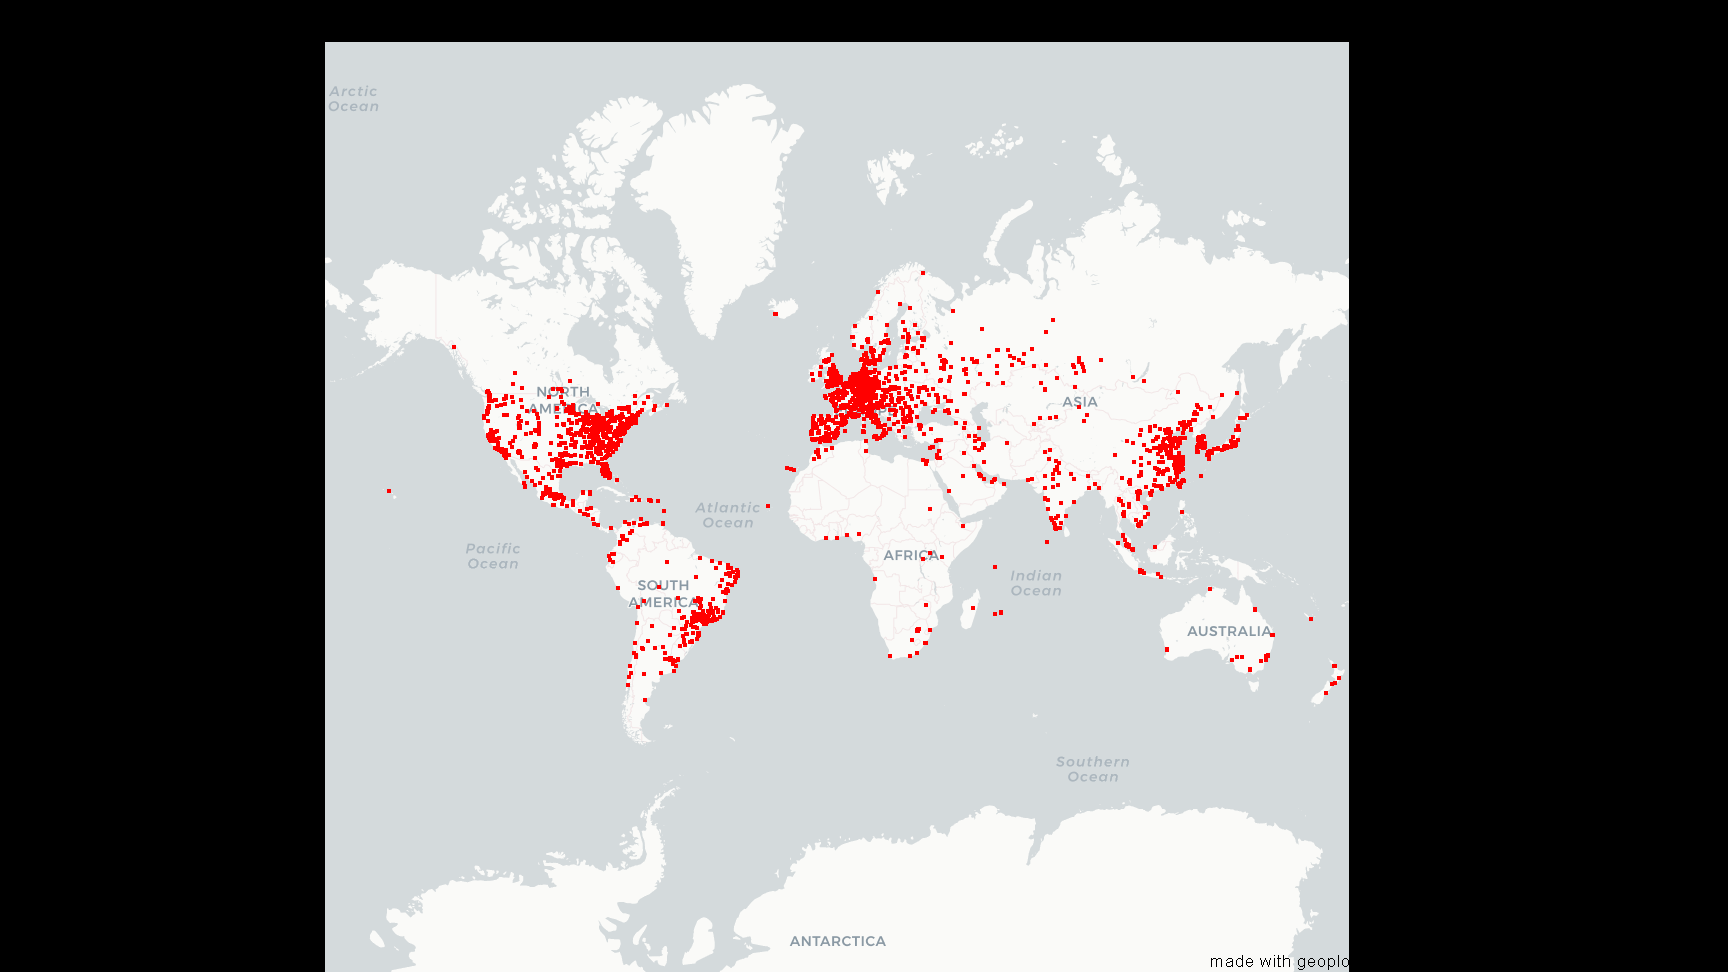 Arctic
Ocean
NORTH
AMERICA
ASIA
Atlantic
Ocean
Pacific
Ocean
AFRICA
Indian
Ocean
SOUTH
AMERICA
AUSTRALIA
Southern
Ocean
ANTARCTICA
made with geoplo